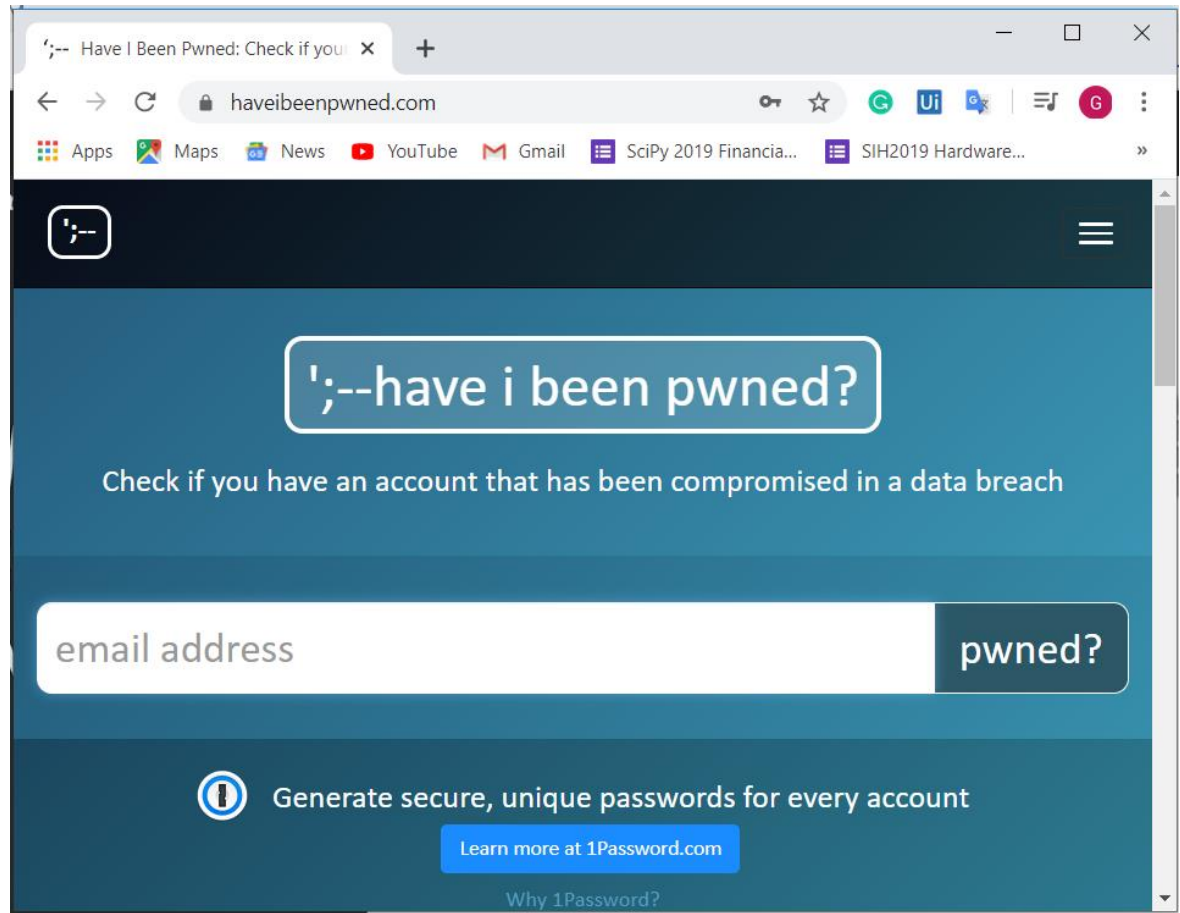 ';-- Have I Been Pwned: Check if you
haveibeenpwned.com
G Ui G
Apps Maps News YouTube Gmail SciPy 2019 Financia... SIH2019 Hardware... »
';--
';--have i been pwned?
Check if you have an account that has been compromised in a data breach
email address pwned?
Generate secure, unique passwords for every account
Learn more at 1Password.com
Why 1Password?